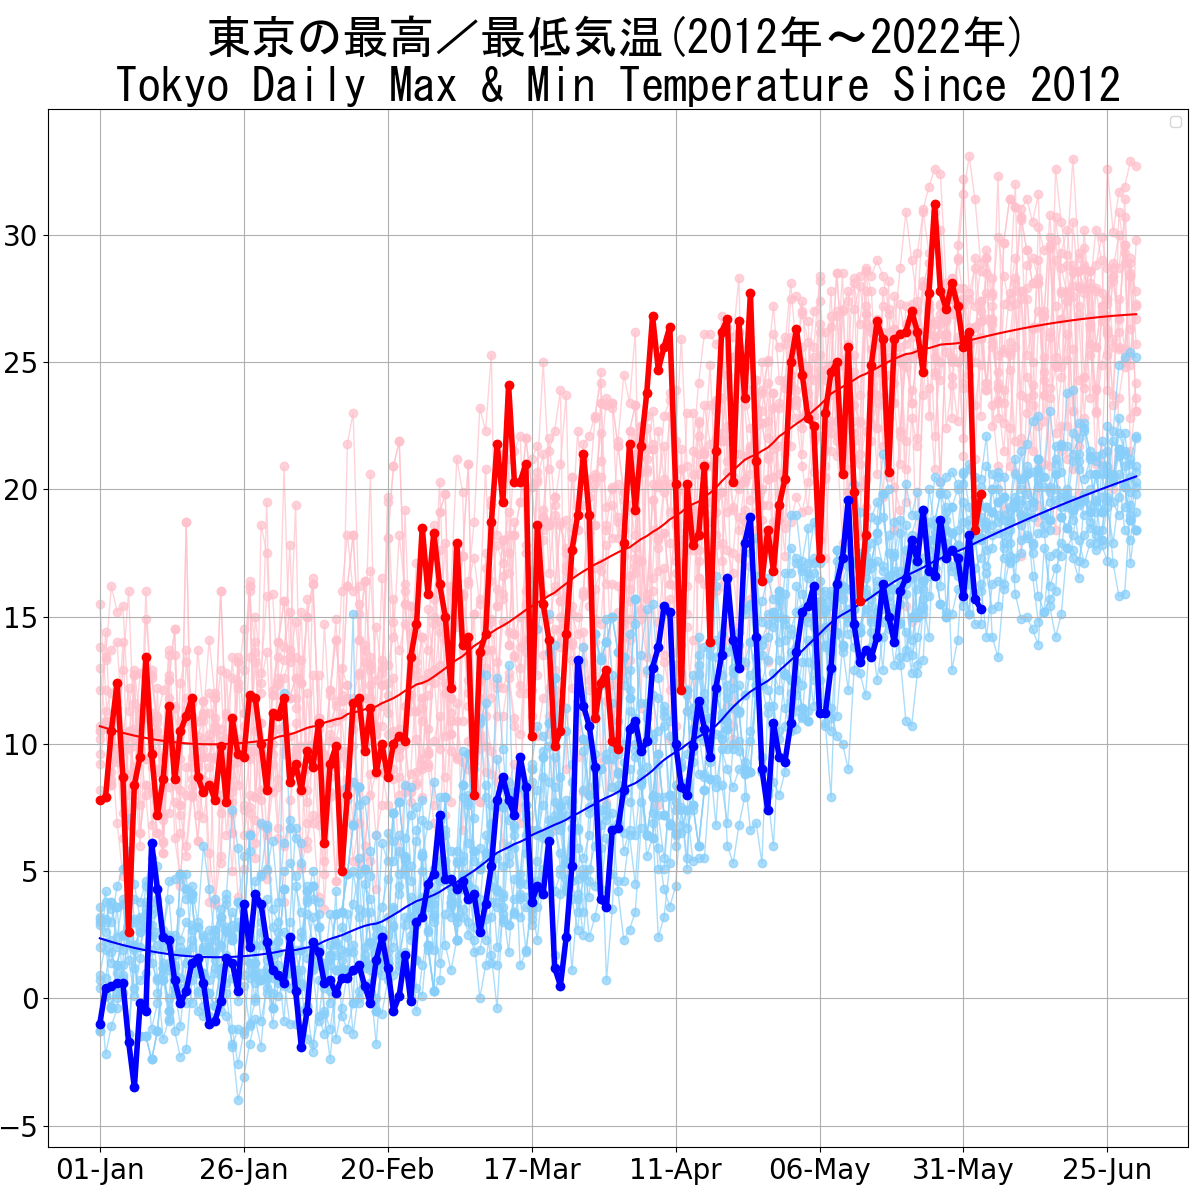 東京の最高／最低気温(2012年～2022年)
Tokyo Daily Max & Min Temperature Since 2012
30
25
20
15
10
5
0
−5
01-Jan 26-Jan 20-Feb 17-Mar 11-Apr 06-May 31-May 25-Jun